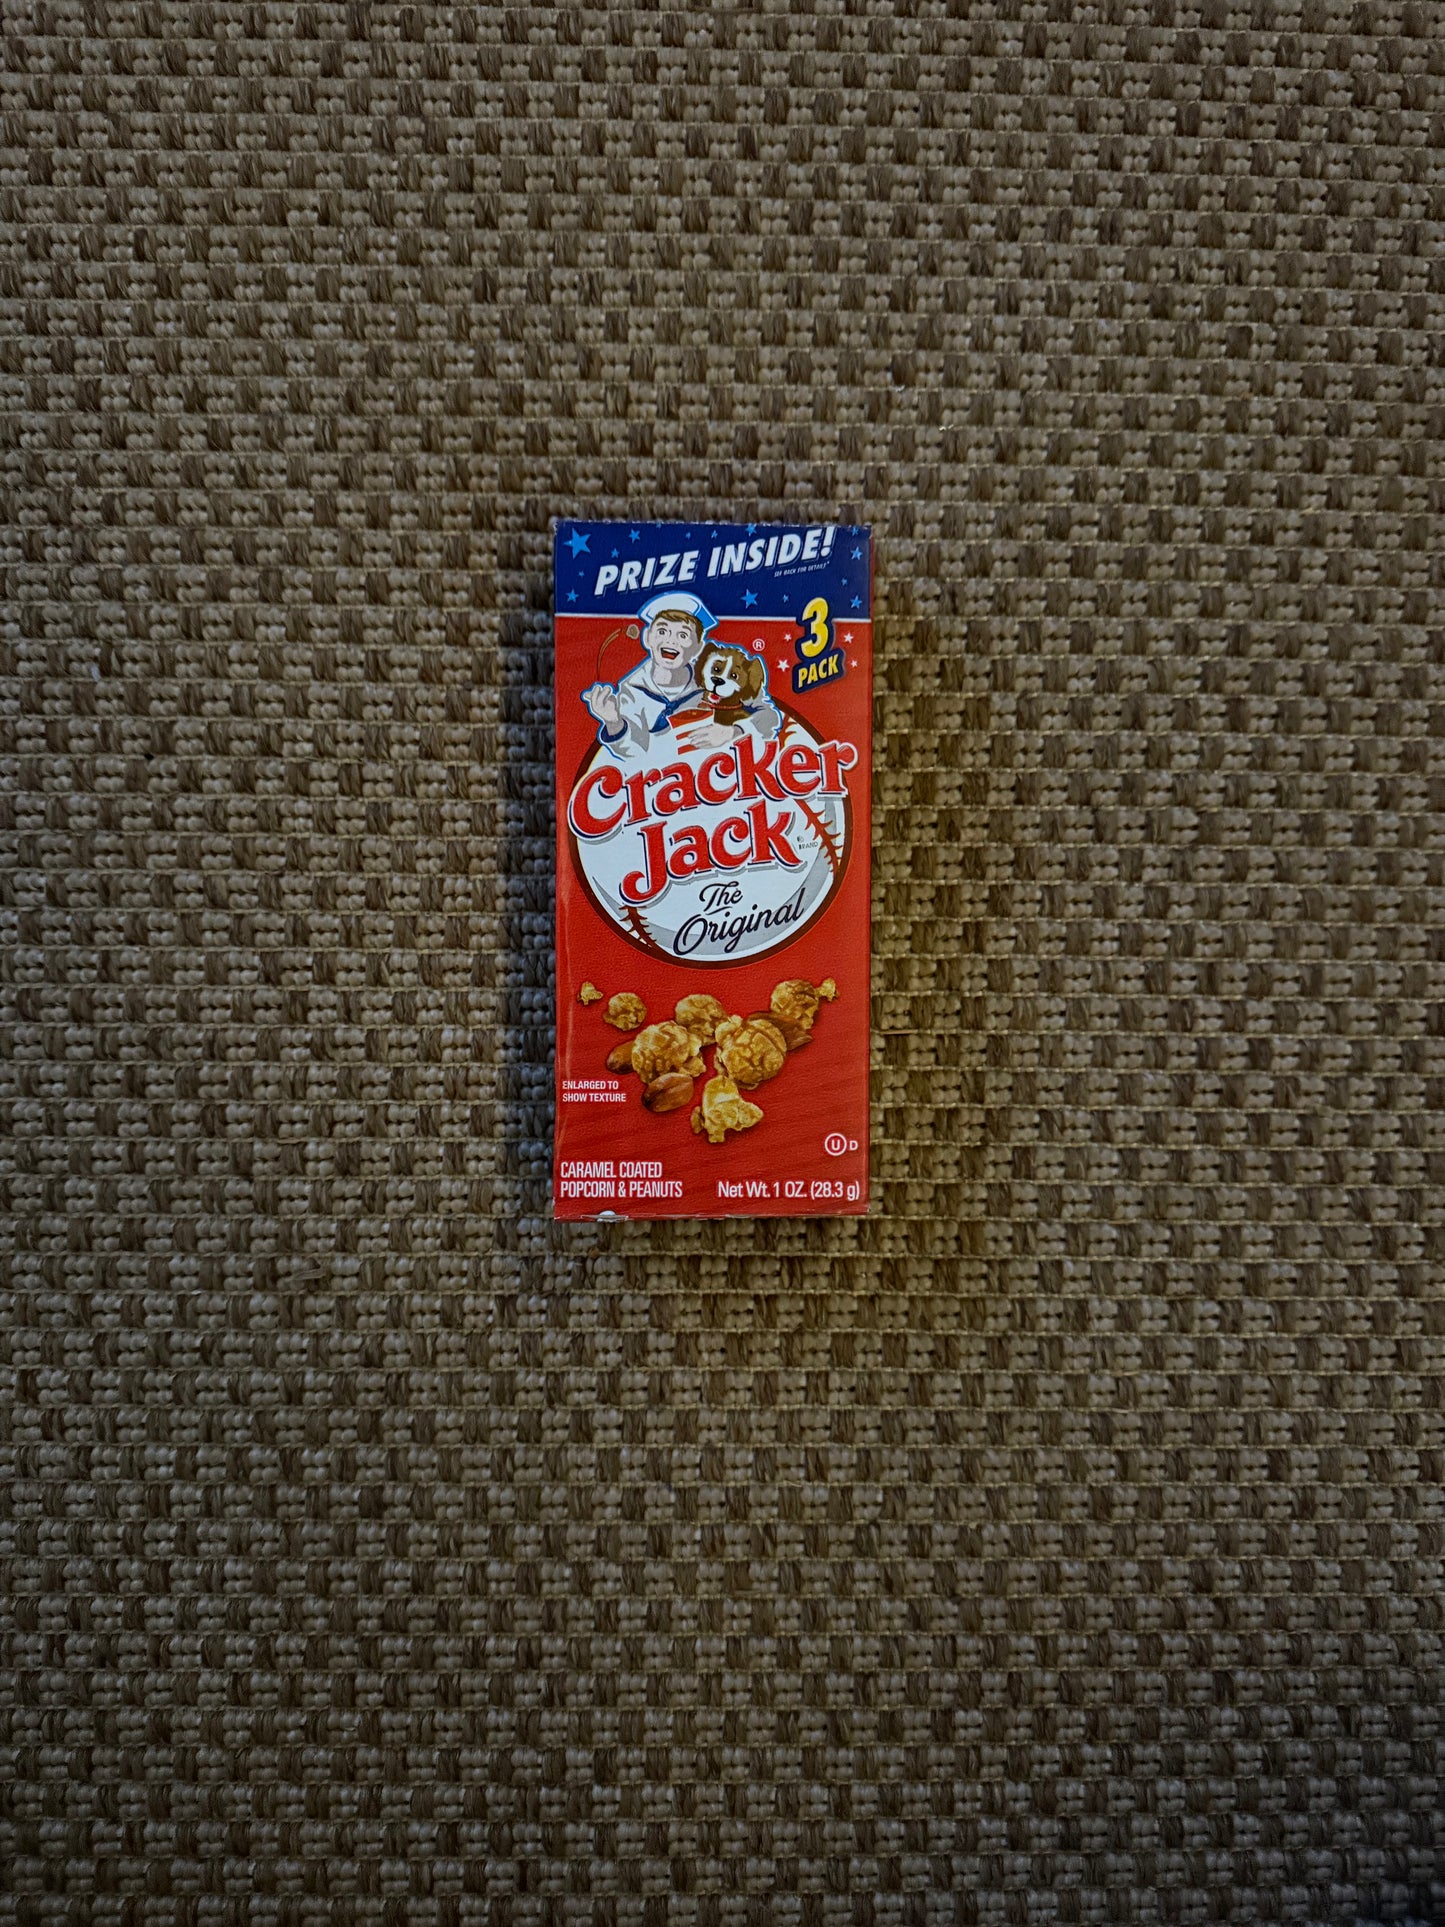 PRIZE INSIDE!
SEE BACK FOR DETAILS*
®
3
PACK
Cracker
Jack
BRAND
The
Original
ENLARGED TO
SHOW TEXTURE
U D
CARAMEL COATED
POPCORN & PEANUTS
Net Wt. 1 OZ. (28.3 g)